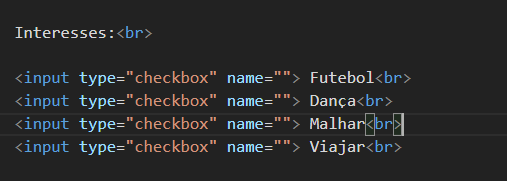 Interesses:<br>
<input type="checkbox" name=""> Futebol<br>
<input type="checkbox" name=""> Dança<br>
<input type="checkbox" name=""> Malhar<br>
<input type="checkbox" name=""> Viajar<br>